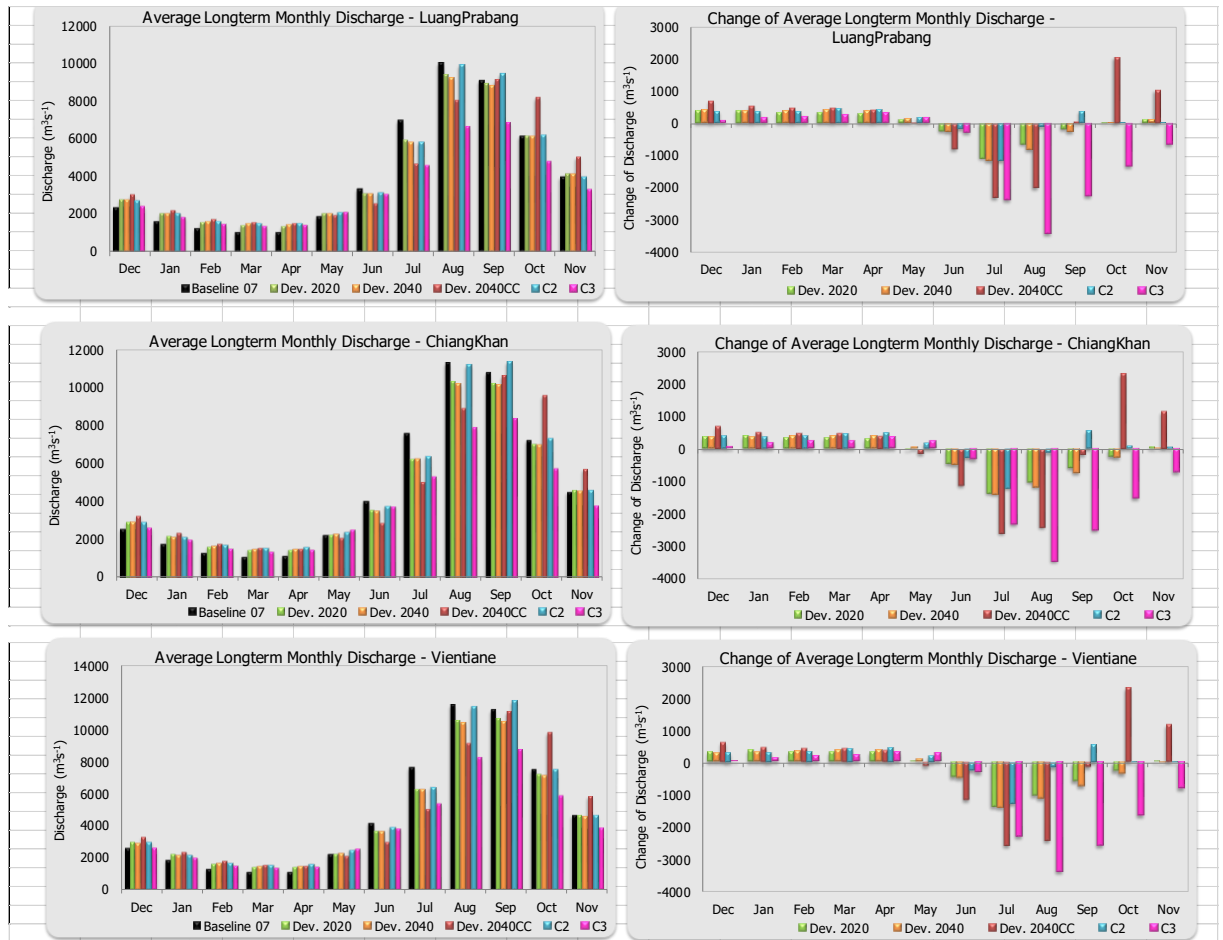 Average Longterm Monthly Discharge - LuangPrabang
12000
10000
8000
6000
4000
2000
0
Discharge (m³s⁻¹)
Dec Jan Feb Mar Apr May Jun Jul Aug Sep Oct Nov
Baseline 07 Dev. 2020 Dev. 2040 Dev. 2040CC C2 C3
Change of Average Longterm Monthly Discharge -
LuangPrabang
3000
2000
1000
0
-1000
-2000
-3000
-4000
Change of Discharge (m³s⁻¹)
Dec Jan Feb Mar Apr May Jun Jul Aug Sep Oct Nov
Dev. 2020 Dev. 2040 Dev. 2040CC C2 C3
Average Longterm Monthly Discharge - ChiangKhan
12000
10000
8000
6000
4000
2000
0
Discharge (m³s⁻¹)
Dec Jan Feb Mar Apr May Jun Jul Aug Sep Oct Nov
Baseline 07 Dev. 2020 Dev. 2040 Dev. 2040CC C2 C3
Change of Average Longterm Monthly Discharge - ChiangKhan
3000
2000
1000
0
-1000
-2000
-3000
-4000
Change of Discharge (m³s⁻¹)
Dec Jan Feb Mar Apr May Jun Jul Aug Sep Oct Nov
Dev. 2020 Dev. 2040 Dev. 2040CC C2 C3
Average Longterm Monthly Discharge - Vientiane
14000
12000
10000
8000
6000
4000
2000
0
Discharge (m³s⁻¹)
Dec Jan Feb Mar Apr May Jun Jul Aug Sep Oct Nov
Baseline 07 Dev. 2020 Dev. 2040 Dev. 2040CC C2 C3
Change of Average Longterm Monthly Discharge - Vientiane
3000
2000
1000
0
-1000
-2000
-3000
-4000
Change of Discharge (m³s⁻¹)
Dec Jan Feb Mar Apr May Jun Jul Aug Sep Oct Nov
Dev. 2020 Dev. 2040 Dev. 2040CC C2 C3